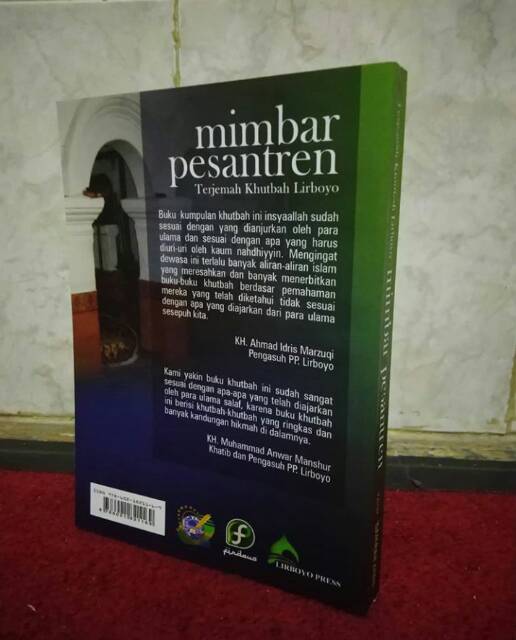 mimbar
pesantren
Terjemah Khutbah Lirboyo
Buku kumpulan khutbah ini insyaallah sudah
sesuai dengan yang dianjurkan oleh para
ulama dan sesuai dengan apa yang harus
diuri-uri oleh kaum nahdhiyyin. Mengingat
dewasa ini terlalu banyak aliran-aliran islam
yang meresahkan dan banyak menerbitkan
buku-buku khutbah berdasar pemahaman
mereka yang telah diketahui tidak sesuai
dengan apa yang diajarkan dari para ulama
sesepuh kita.
KH. Ahmad Idris Marzuqi
Pengasuh PP. Lirboyo
Kami yakin buku khutbah ini sudah sangat
sesuai dengan apa-apa yang telah diajarkan
oleh para ulama salaf, karena buku khutbah
ini berisi khutbah-khutbah yang ringkas dan
banyak kandungan hikmah di dalamnya.
KH. Muhammad Anwar Manshur
Khatib dan Pengasuh PP. Lirboyo
ISBN
LIRBOYO PRESS
Terjemah Khutbah Lirboyo
Mimbar Pesantren